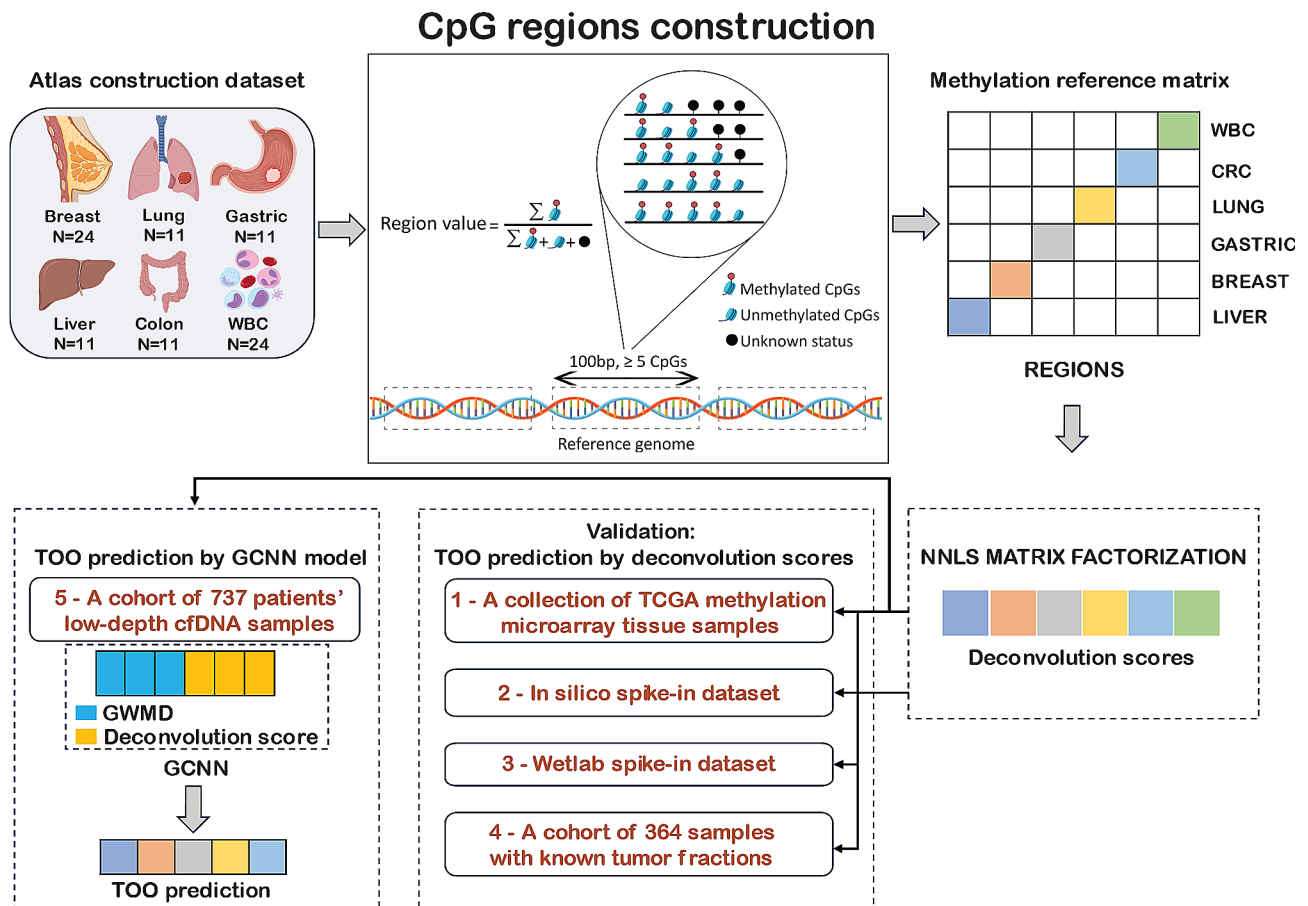 CpG regions construction
Atlas construction dataset
Breast
N=24
Lung
N=11
Gastric
N=11
Liver
N=11
Colon
N=11
WBC
N=24
Region value = ∑ / ∑ + +
Methylated CpGs
Unmethylated CpGs
Unknown status
100bp, ≥ 5 CpGs
Reference genome
Methylation reference matrix
WBC
CRC
LUNG
GASTRIC
BREAST
LIVER
REGIONS
TOO prediction by GCNN model
5 - A cohort of 737 patients’
low-depth cfDNA samples
GWMD
Deconvolution score
GCNN
TOO prediction
Validation:
TOO prediction by deconvolution scores
1 - A collection of TCGA methylation
microarray tissue samples
2 - In silico spike-in dataset
3 - Wetlab spike-in dataset
4 - A cohort of 364 samples
with known tumor fractions
NNLS MATRIX FACTORIZATION
Deconvolution scores